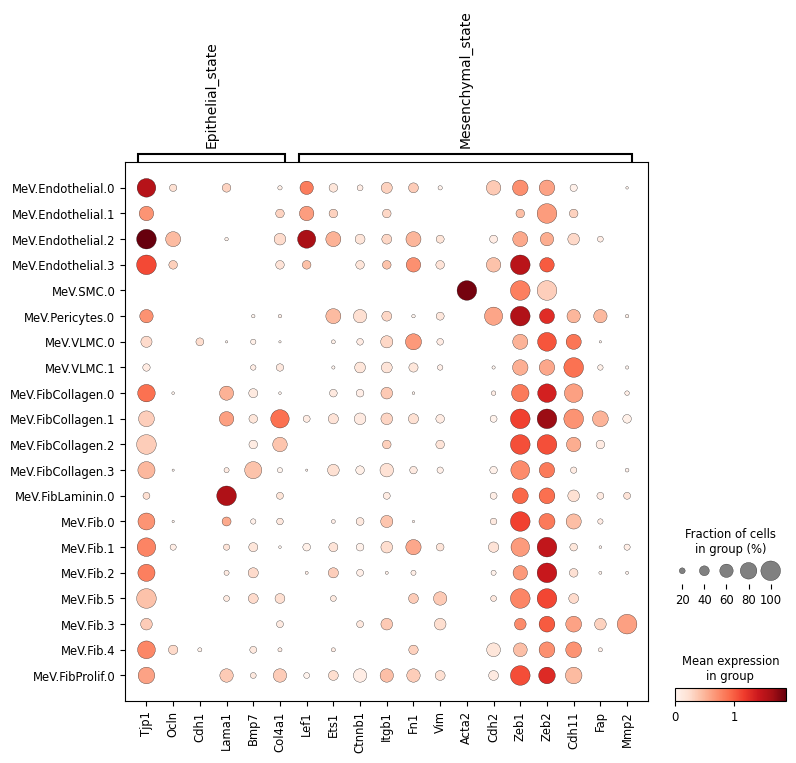 Epithelial_state
Mesenchymal_state
MeV.Endothelial.0
MeV.Endothelial.1
MeV.Endothelial.2
MeV.Endothelial.3
MeV.SMC.0
MeV.Pericytes.0
MeV.VLMC.0
MeV.VLMC.1
MeV.FibCollagen.0
MeV.FibCollagen.1
MeV.FibCollagen.2
MeV.FibCollagen.3
MeV.FibLaminin.0
MeV.Fib.0
MeV.Fib.1
MeV.Fib.2
MeV.Fib.5
MeV.Fib.3
MeV.Fib.4
MeV.FibProlif.0
Tjp1
Ocln
Cdh1
Lama1
Bmp7
Col4a1
Lef1
Ets1
Ctnnb1
Itgb1
Fn1
Vim
Acta2
Cdh2
Zeb1
Zeb2
Cdh11
Fap
Mmp2
Fraction of cells
in group (%)
20 40 60 80 100
Mean expression
in group
0 1